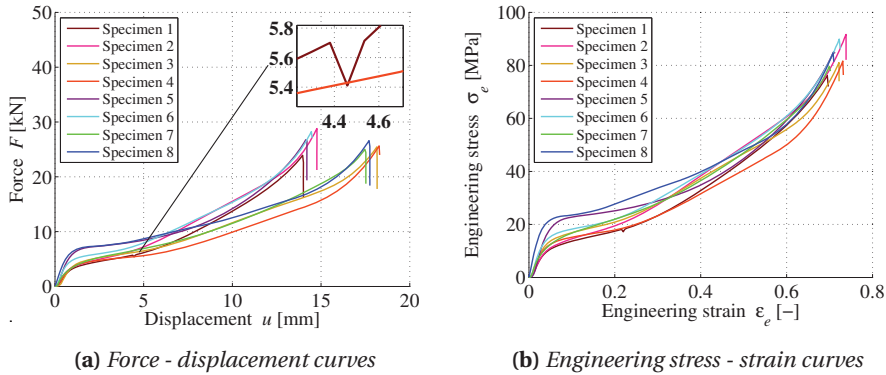 50
40
30
20
10
0
Force F [kN]
Specimen 1
Specimen 2
Specimen 3
Specimen 4
Specimen 5
Specimen 6
Specimen 7
Specimen 8
5.8
5.6
5.4
4.4 4.6
0 5 10 15 20
Displacement u [mm]
(a) Force - displacement curves
100
80
60
40
20
0
Engineering stress σe [MPa]
Specimen 1
Specimen 2
Specimen 3
Specimen 4
Specimen 5
Specimen 6
Specimen 7
Specimen 8
0 0.2 0.4 0.6 0.8
Engineering strain εe [−]
(b) Engineering stress - strain curves